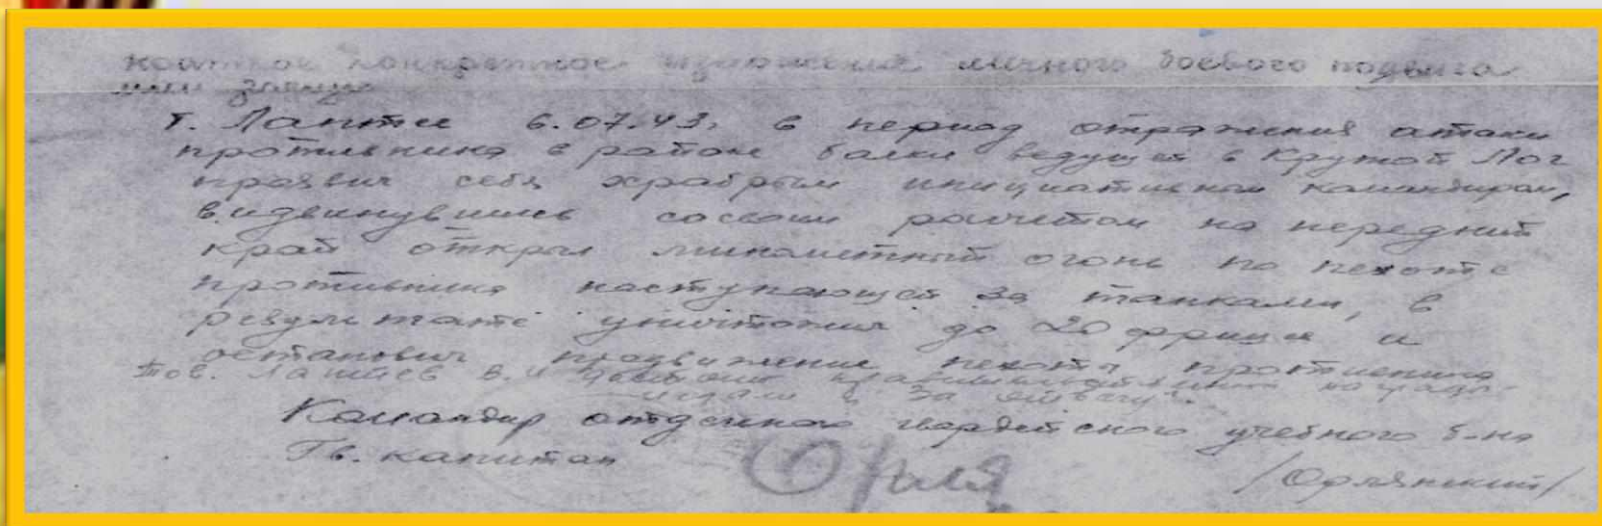 краткое конкретное изложение личного боевого подвига
или заслуг
т. Лаптев 6.07.43. в период отражения атаки
противника в районе балки ведущей в Крутой Лог
проявил себя храбрым инициативным командиром,
выдвинувшись со своим расчетом на передний
край открыл минометный огонь по пехоте
противника наступающей за танками, в
результате уничтожил до 20 фрицев и
остановил продвижение пехоты противника
тов. Лаптев В.И. достоин правительственной награды
медали "За отвагу".
Командир отдельного гвардейского учебного б-на
Гв. капитан /Орлянский/